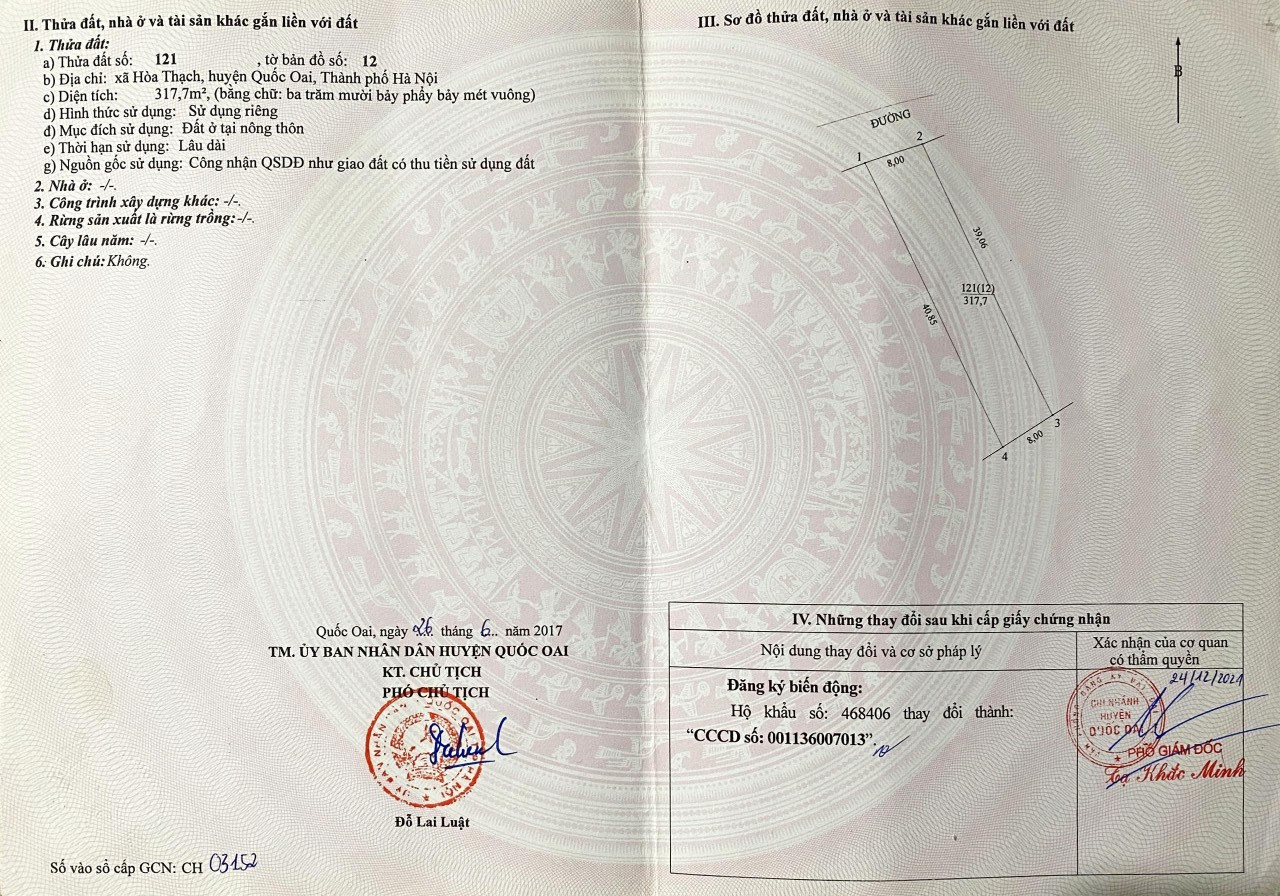 II. Thửa đất, nhà ở và tài sản khác gắn liền với đất
1. Thửa đất:
a) Thửa đất số: 121 , tờ bản đồ số: 12
b) Địa chỉ: xã Hòa Thạch, huyện Quốc Oai, Thành phố Hà Nội
c) Diện tích: 317,7m², (bằng chữ: ba trăm mười bảy phẩy bảy mét vuông)
d) Hình thức sử dụng: Sử dụng riêng
đ) Mục đích sử dụng: Đất ở tại nông thôn
e) Thời hạn sử dụng: Lâu dài
g) Nguồn gốc sử dụng: Công nhận QSDĐ như giao đất có thu tiền sử dụng đất
2. Nhà ở: -/-.
3. Công trình xây dựng khác: -/-.
4. Rừng sản xuất là rừng trồng: -/-.
5. Cây lâu năm: -/-.
6. Ghi chú: Không.
Quốc Oai, ngày 26 tháng 6 năm 2017
TM. ỦY BAN NHÂN DÂN HUYỆN QUỐC OAI
KT. CHỦ TỊCH
PHÓ CHỦ TỊCH
Đỗ Lai Luật
Số vào sổ cấp GCN: CH 03152
III. Sơ đồ thửa đất, nhà ở và tài sản khác gắn liền với đất
B
ĐƯỜNG
1
2
8,00
39,06
121(12)
317,7
40,85
3
8,00
4
IV. Những thay đổi sau khi cấp giấy chứng nhận
Nội dung thay đổi và cơ sở pháp lý
Xác nhận của cơ quan
có thẩm quyền
Đăng ký biến động:
Hộ khẩu số: 468406 thay đổi thành:
“CCCD số: 001136007013”.
24/12/2021
CHI NHÁNH
HUYỆN
QUỐC OAI
PHÓ GIÁM ĐỐC
Tạ Khắc Minh